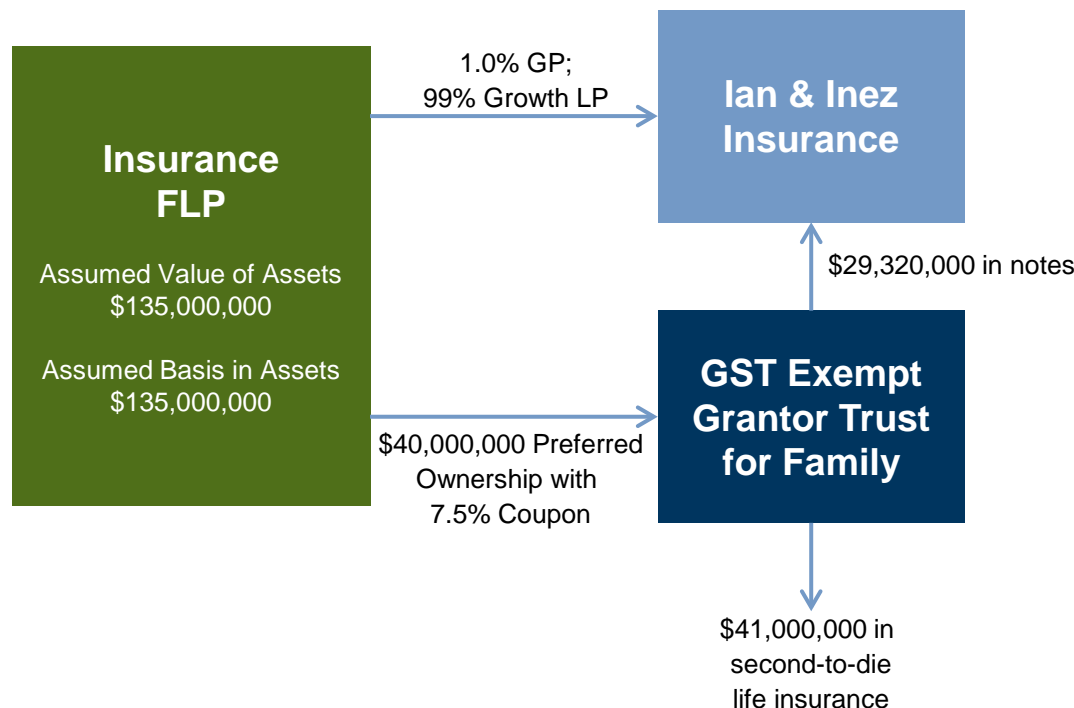 Insurance
FLP
Assumed Value of Assets
$135,000,000
Assumed Basis in Assets
$135,000,000
1.0% GP;
99% Growth LP
Ian & Inez
Insurance
$29,320,000 in notes
$40,000,000 Preferred
Ownership with
7.5% Coupon
GST Exempt
Grantor Trust
for Family
$41,000,000 in
second-to-die
life insurance